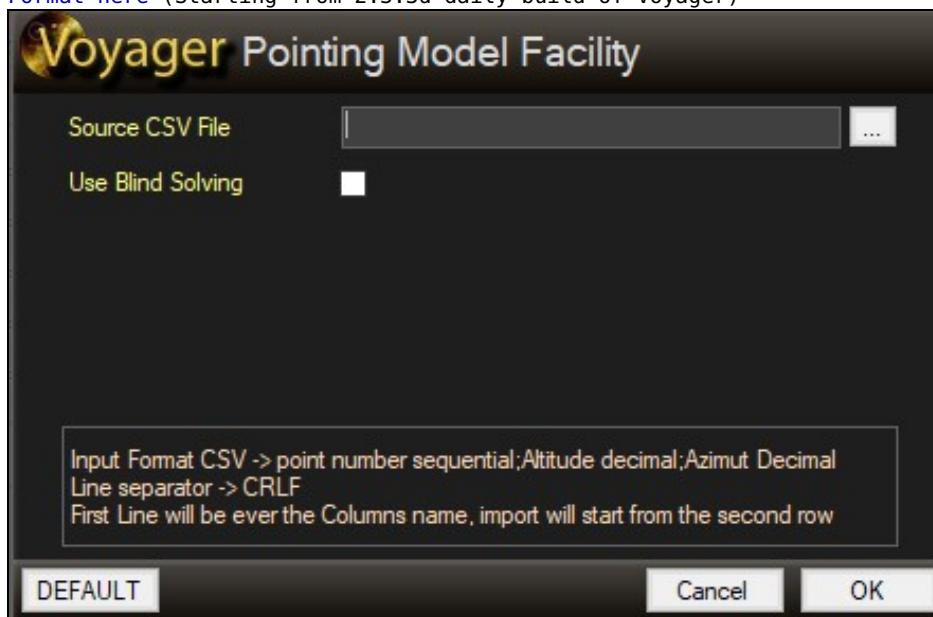 Format here (Starting from 2.3.3d daily build of Voyager)
Voyager Pointing Model Facility
Source CSV File
...
Use Blind Solving
Input Format CSV -> point number sequential;Altitude decimal;Azimut Decimal
Line separator -> CRLF
First Line will be ever the Columns name, import will start from the second row
DEFAULT
Cancel
OK